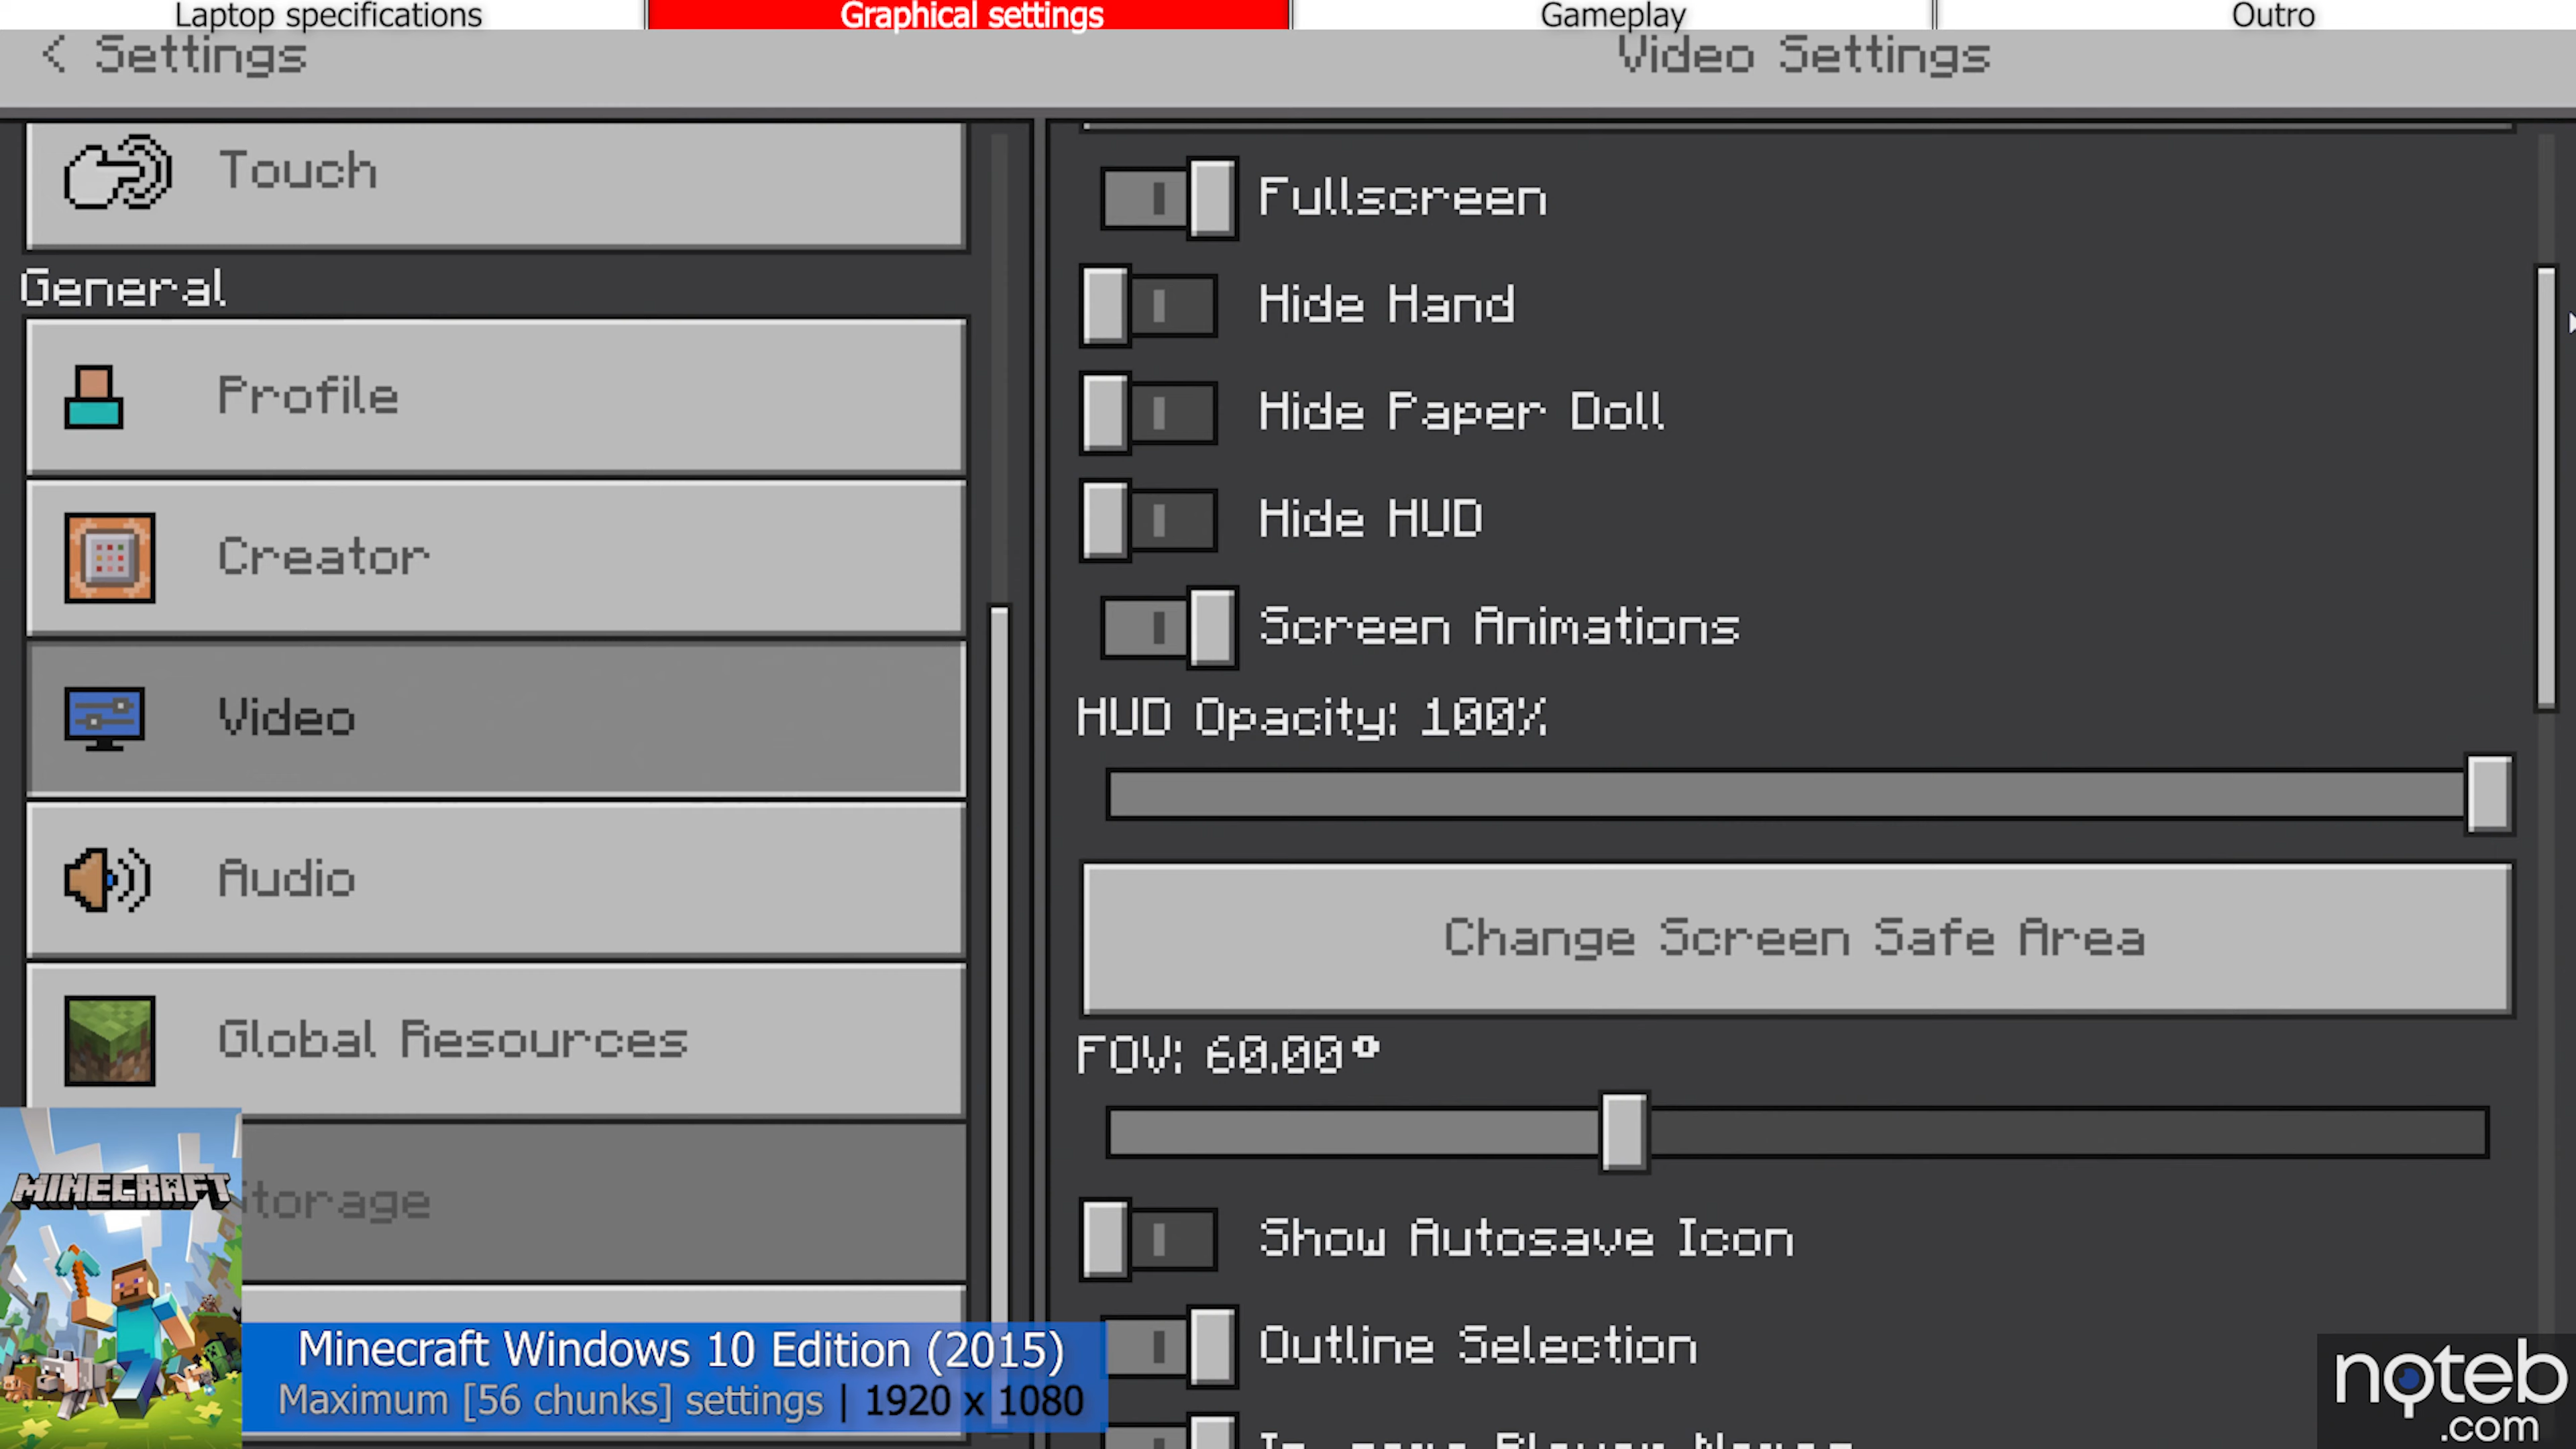 Laptop specifications
Graphical settings
Gameplay
Outro
< Settings
Video Settings
Touch
General
Profile
Creator
Video
Audio
Global Resources
torage
Fullscreen
Hide Hand
Hide Paper Doll
Hide HUD
Screen Animations
HUD Opacity: 100%
Change Screen Safe Area
FOV: 60.00°
Show Autosave Icon
Outline Selection
MINECRAFT
Minecraft Windows 10 Edition (2015)
Maximum [56 chunks] settings | 1920 x 1080
noteb
.com